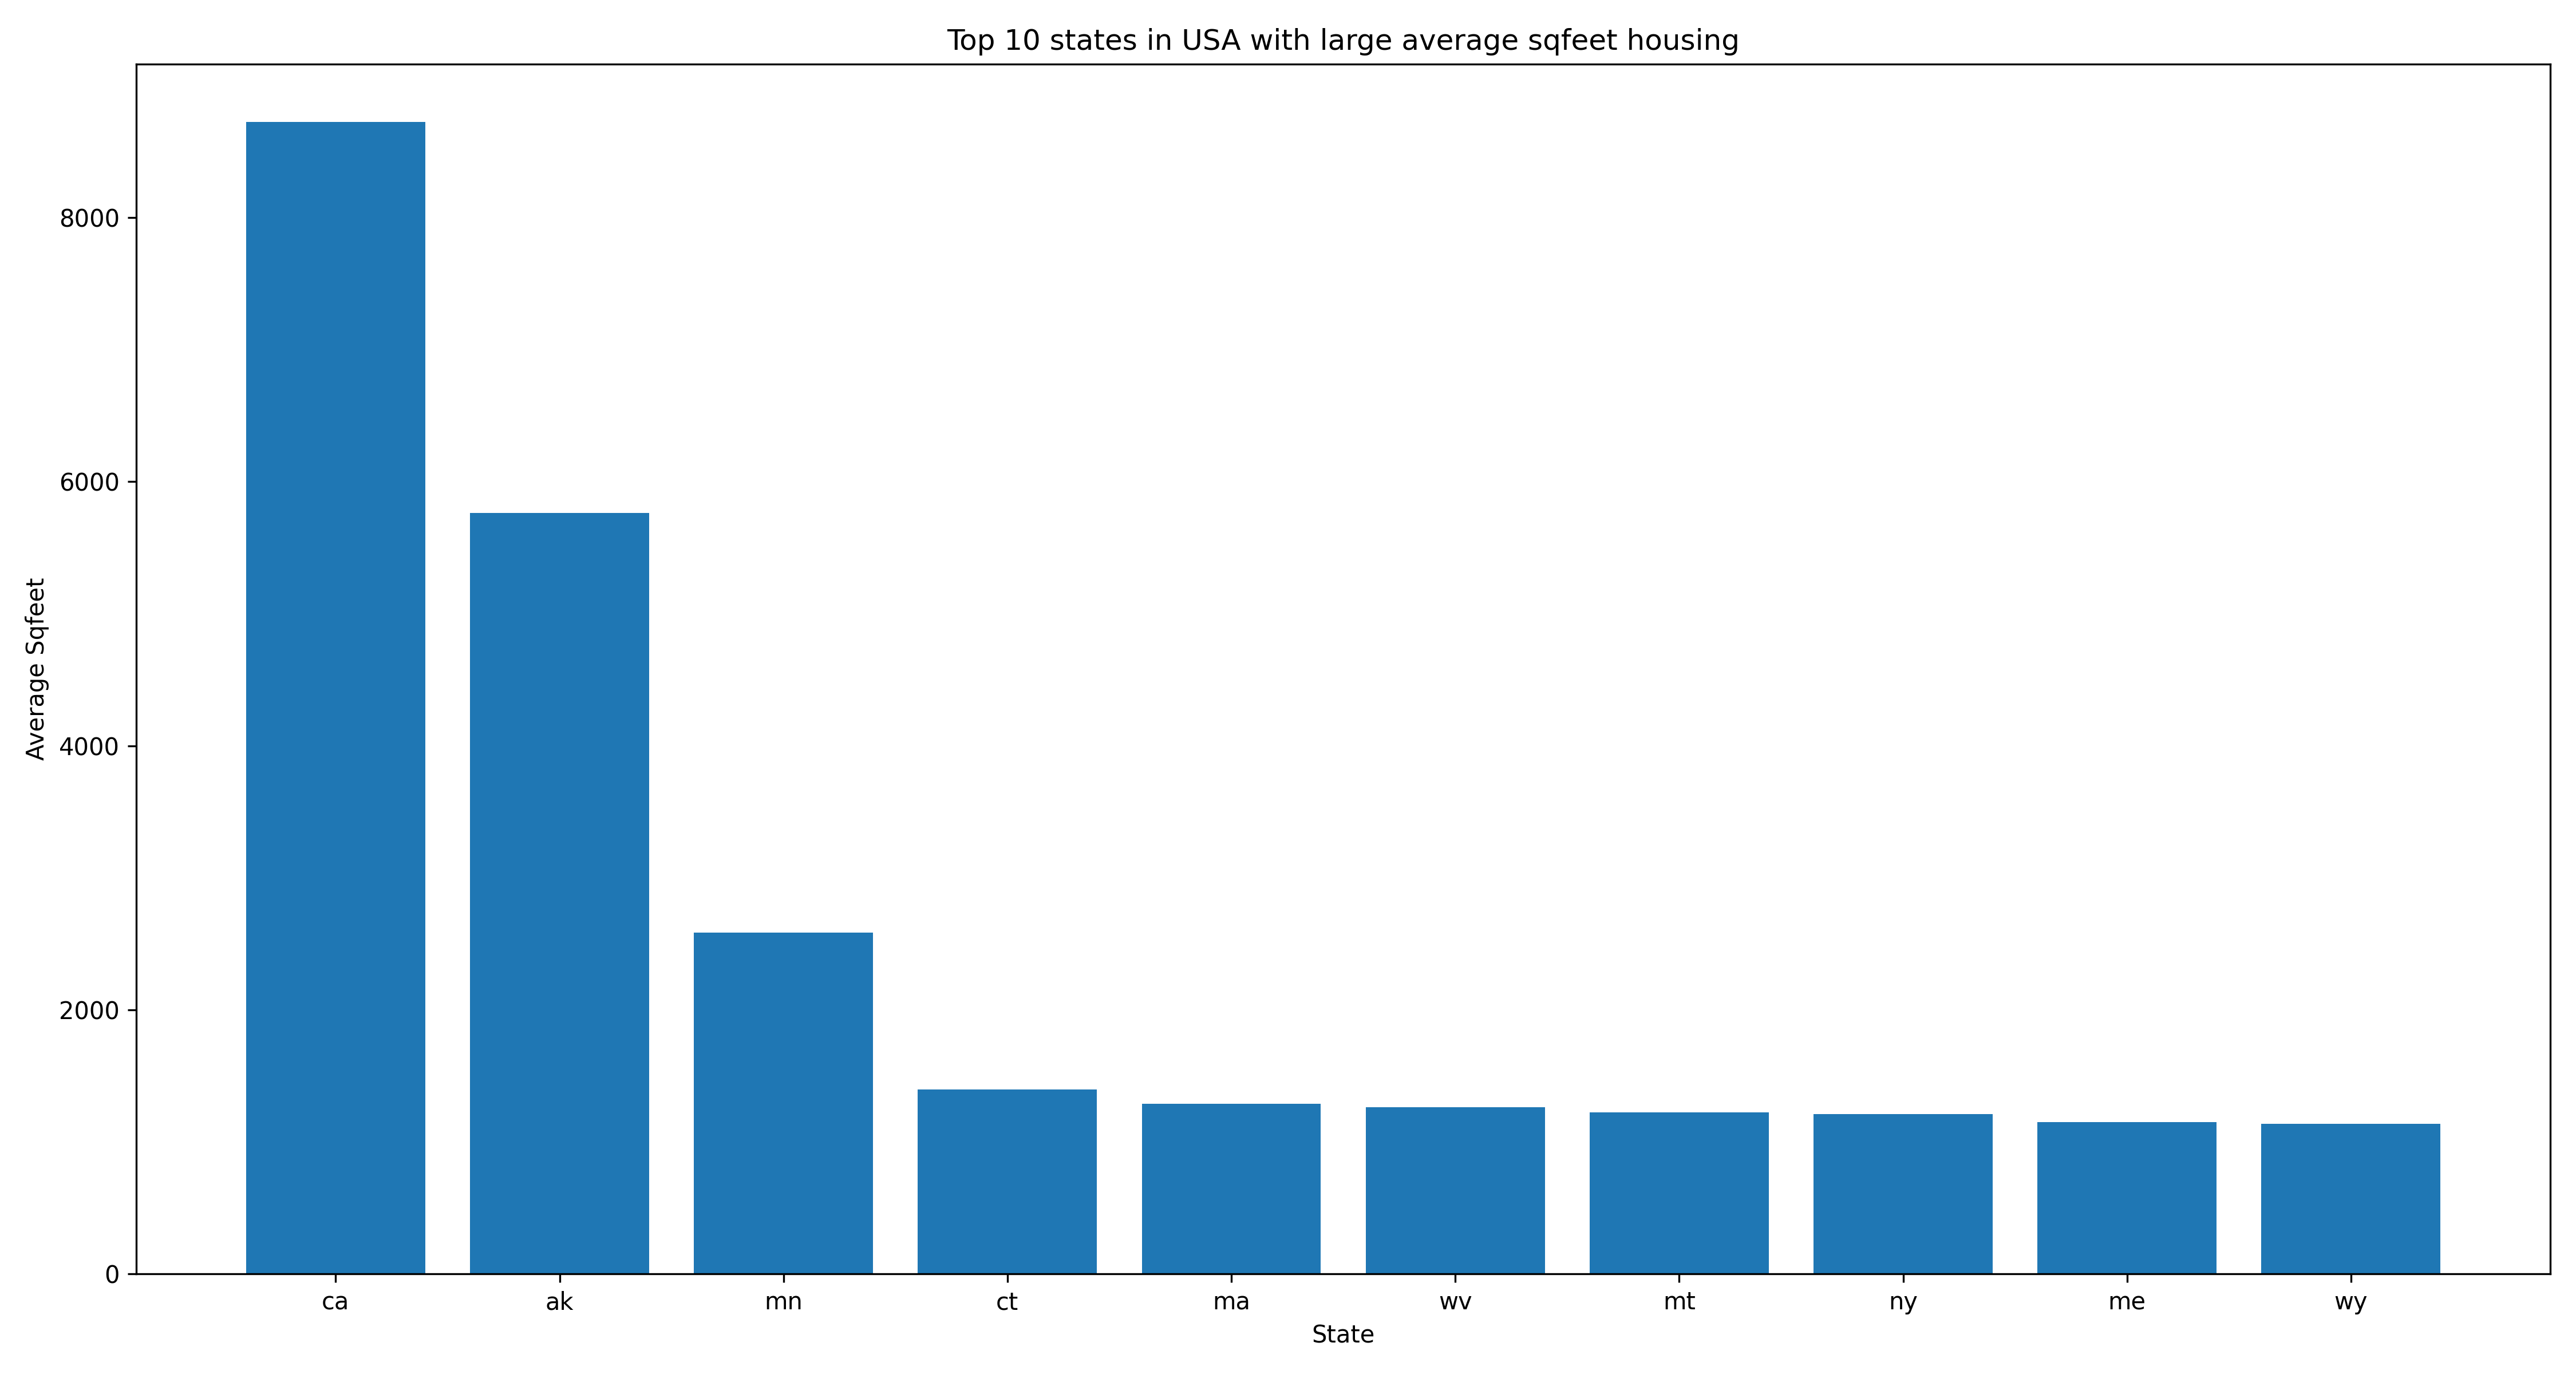 Top 10 states in USA with large average sqfeet housing
Average Sqfeet
8000
6000
4000
2000
0
ca ak mn ct ma wv mt ny me wy
State